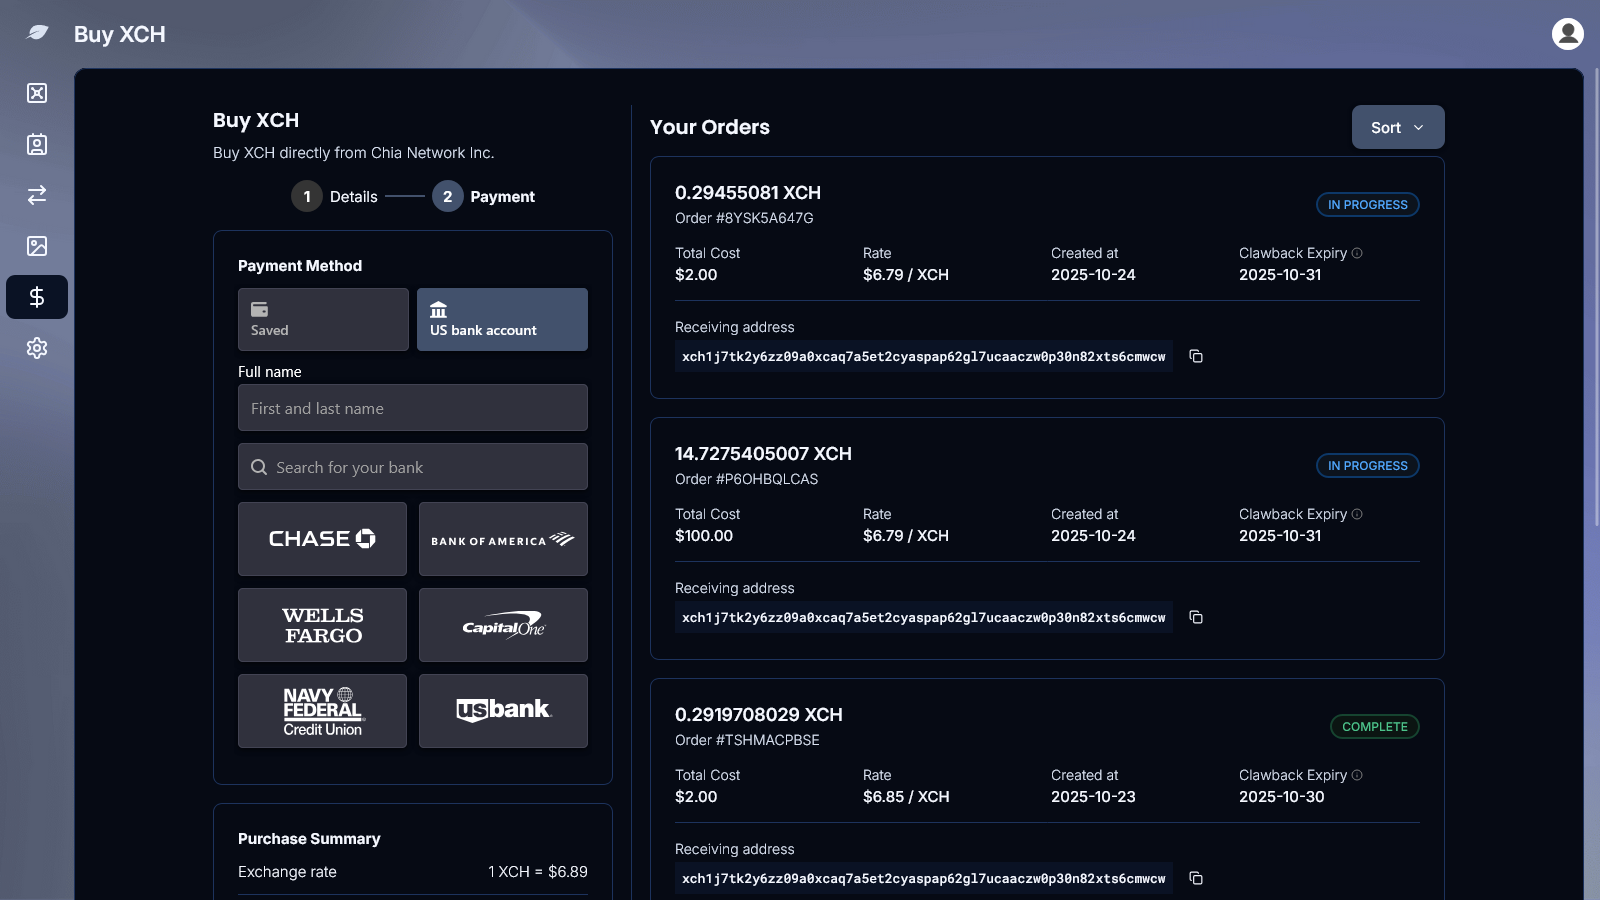 Buy XCH
Buy XCH
Buy XCH directly from Chia Network Inc.
1 Details 2 Payment
Payment Method
Saved
US bank account
Full name
First and last name
Search for your bank
CHASE
BANK OF AMERICA
WELLS FARGO
Capital One
NAVY FEDERAL Credit Union
usbank
Purchase Summary
Exchange rate 1 XCH = $6.89
Your Orders
Sort
0.29455081 XCH
Order #8YSK5A647G
IN PROGRESS
Total Cost Rate Created at Clawback Expiry
$2.00 $6.79 / XCH 2025-10-24 2025-10-31
Receiving address
xch1j7tk2y6zz09a0xcaq7a5et2cyaspap62gl7ucaaczw0p30n82xts6cmwcw
14.7275405007 XCH
Order #P6OHBQLCAS
IN PROGRESS
Total Cost Rate Created at Clawback Expiry
$100.00 $6.79 / XCH 2025-10-24 2025-10-31
Receiving address
xch1j7tk2y6zz09a0xcaq7a5et2cyaspap62gl7ucaaczw0p30n82xts6cmwcw
0.2919708029 XCH
Order #TSHMACPBSE
COMPLETE
Total Cost Rate Created at Clawback Expiry
$2.00 $6.85 / XCH 2025-10-23 2025-10-30
Receiving address
xch1j7tk2y6zz09a0xcaq7a5et2cyaspap62gl7ucaaczw0p30n82xts6cmwcw